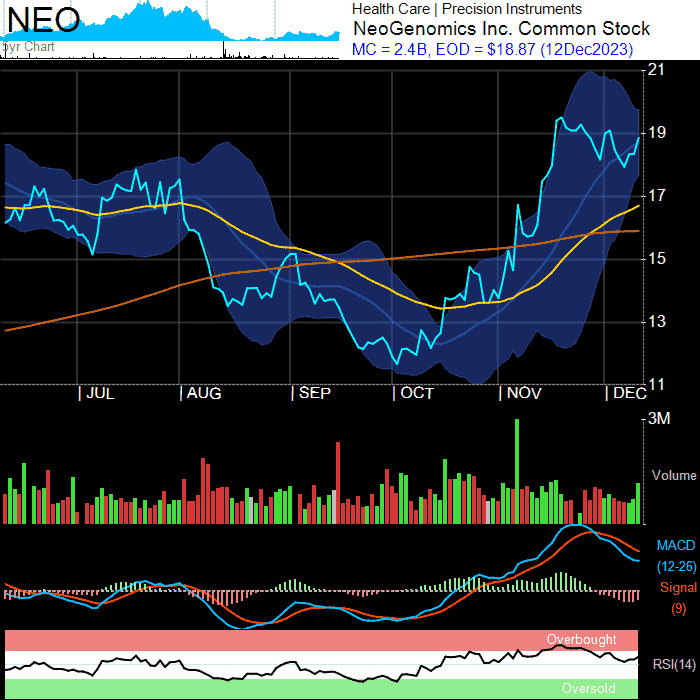 NEO
5yr Chart
Health Care | Precision Instruments
NeoGenomics Inc. Common Stock
MC = 2.4B, EOD = $18.87 (12Dec2023)
21
19
17
15
13
11
JUL
AUG
SEP
OCT
NOV
DEC
3M
Volume
MACD
(12-26)
Signal
(9)
Overbought
RSI(14)
Oversold